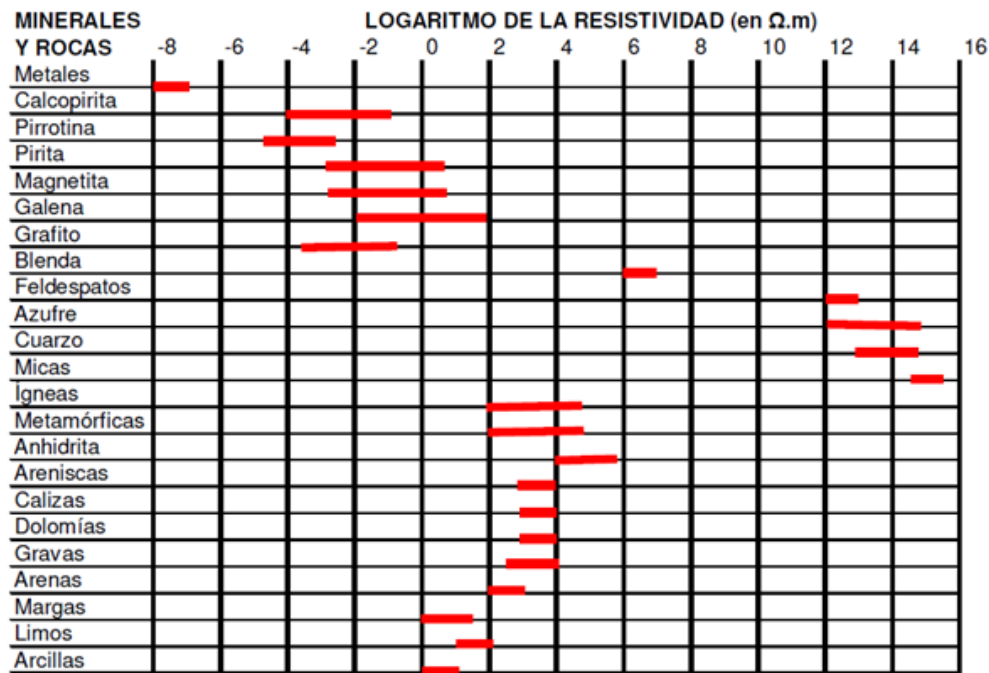 MINERALES LOGARITMO DE LA RESISTIVIDAD (en Ω.m)
Y ROCAS -8 -6 -4 -2 0 2 4 6 8 10 12 14 16
Metales
Calcopirita
Pirrotina
Pirita
Magnetita
Galena
Grafito
Blenda
Feldespatos
Azufre
Cuarzo
Micas
Ígneas
Metamórficas
Anhidrita
Areniscas
Calizas
Dolomías
Gravas
Arenas
Margas
Limos
Arcillas